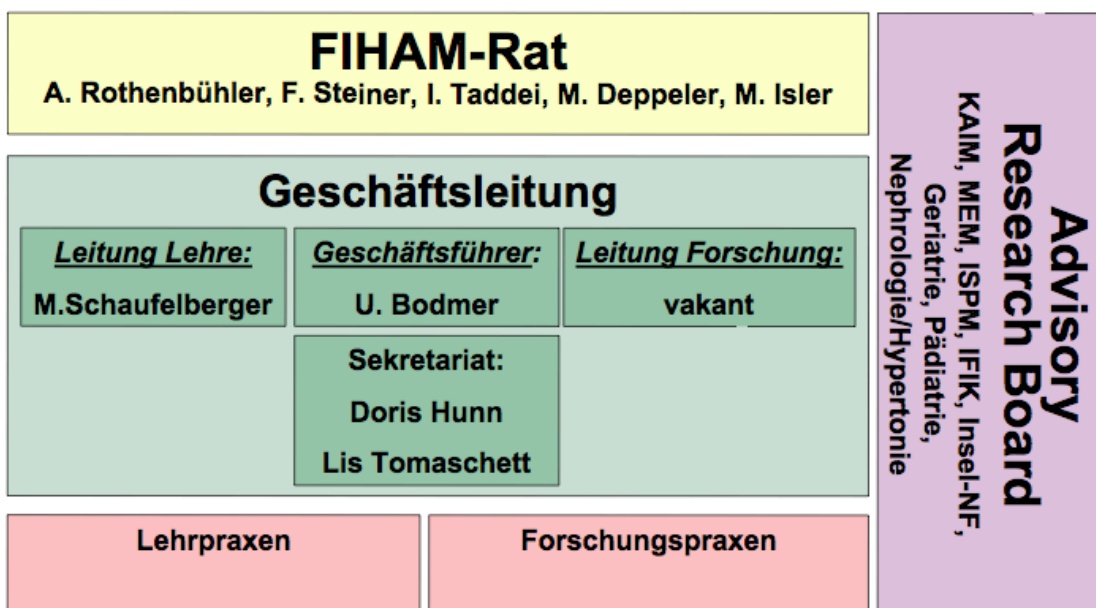 FIHAM-Rat
A. Rothenbühler, F. Steiner, I. Taddei, M. Deppeler, M. Isler
Geschäftsleitung
Leitung Lehre:
M.Schaufelberger
Geschäftsführer:
U. Bodmer
Leitung Forschung:
vakant
Sekretariat:
Doris Hunn
Lis Tomaschett
Lehrpraxen
Forschungspraxen
Advisory
Research Board
KAIM, MEM, ISPM, IFIK, Insel-NF,
Geriatrie, Pädiatrie,
Nephrologie/Hypertonie